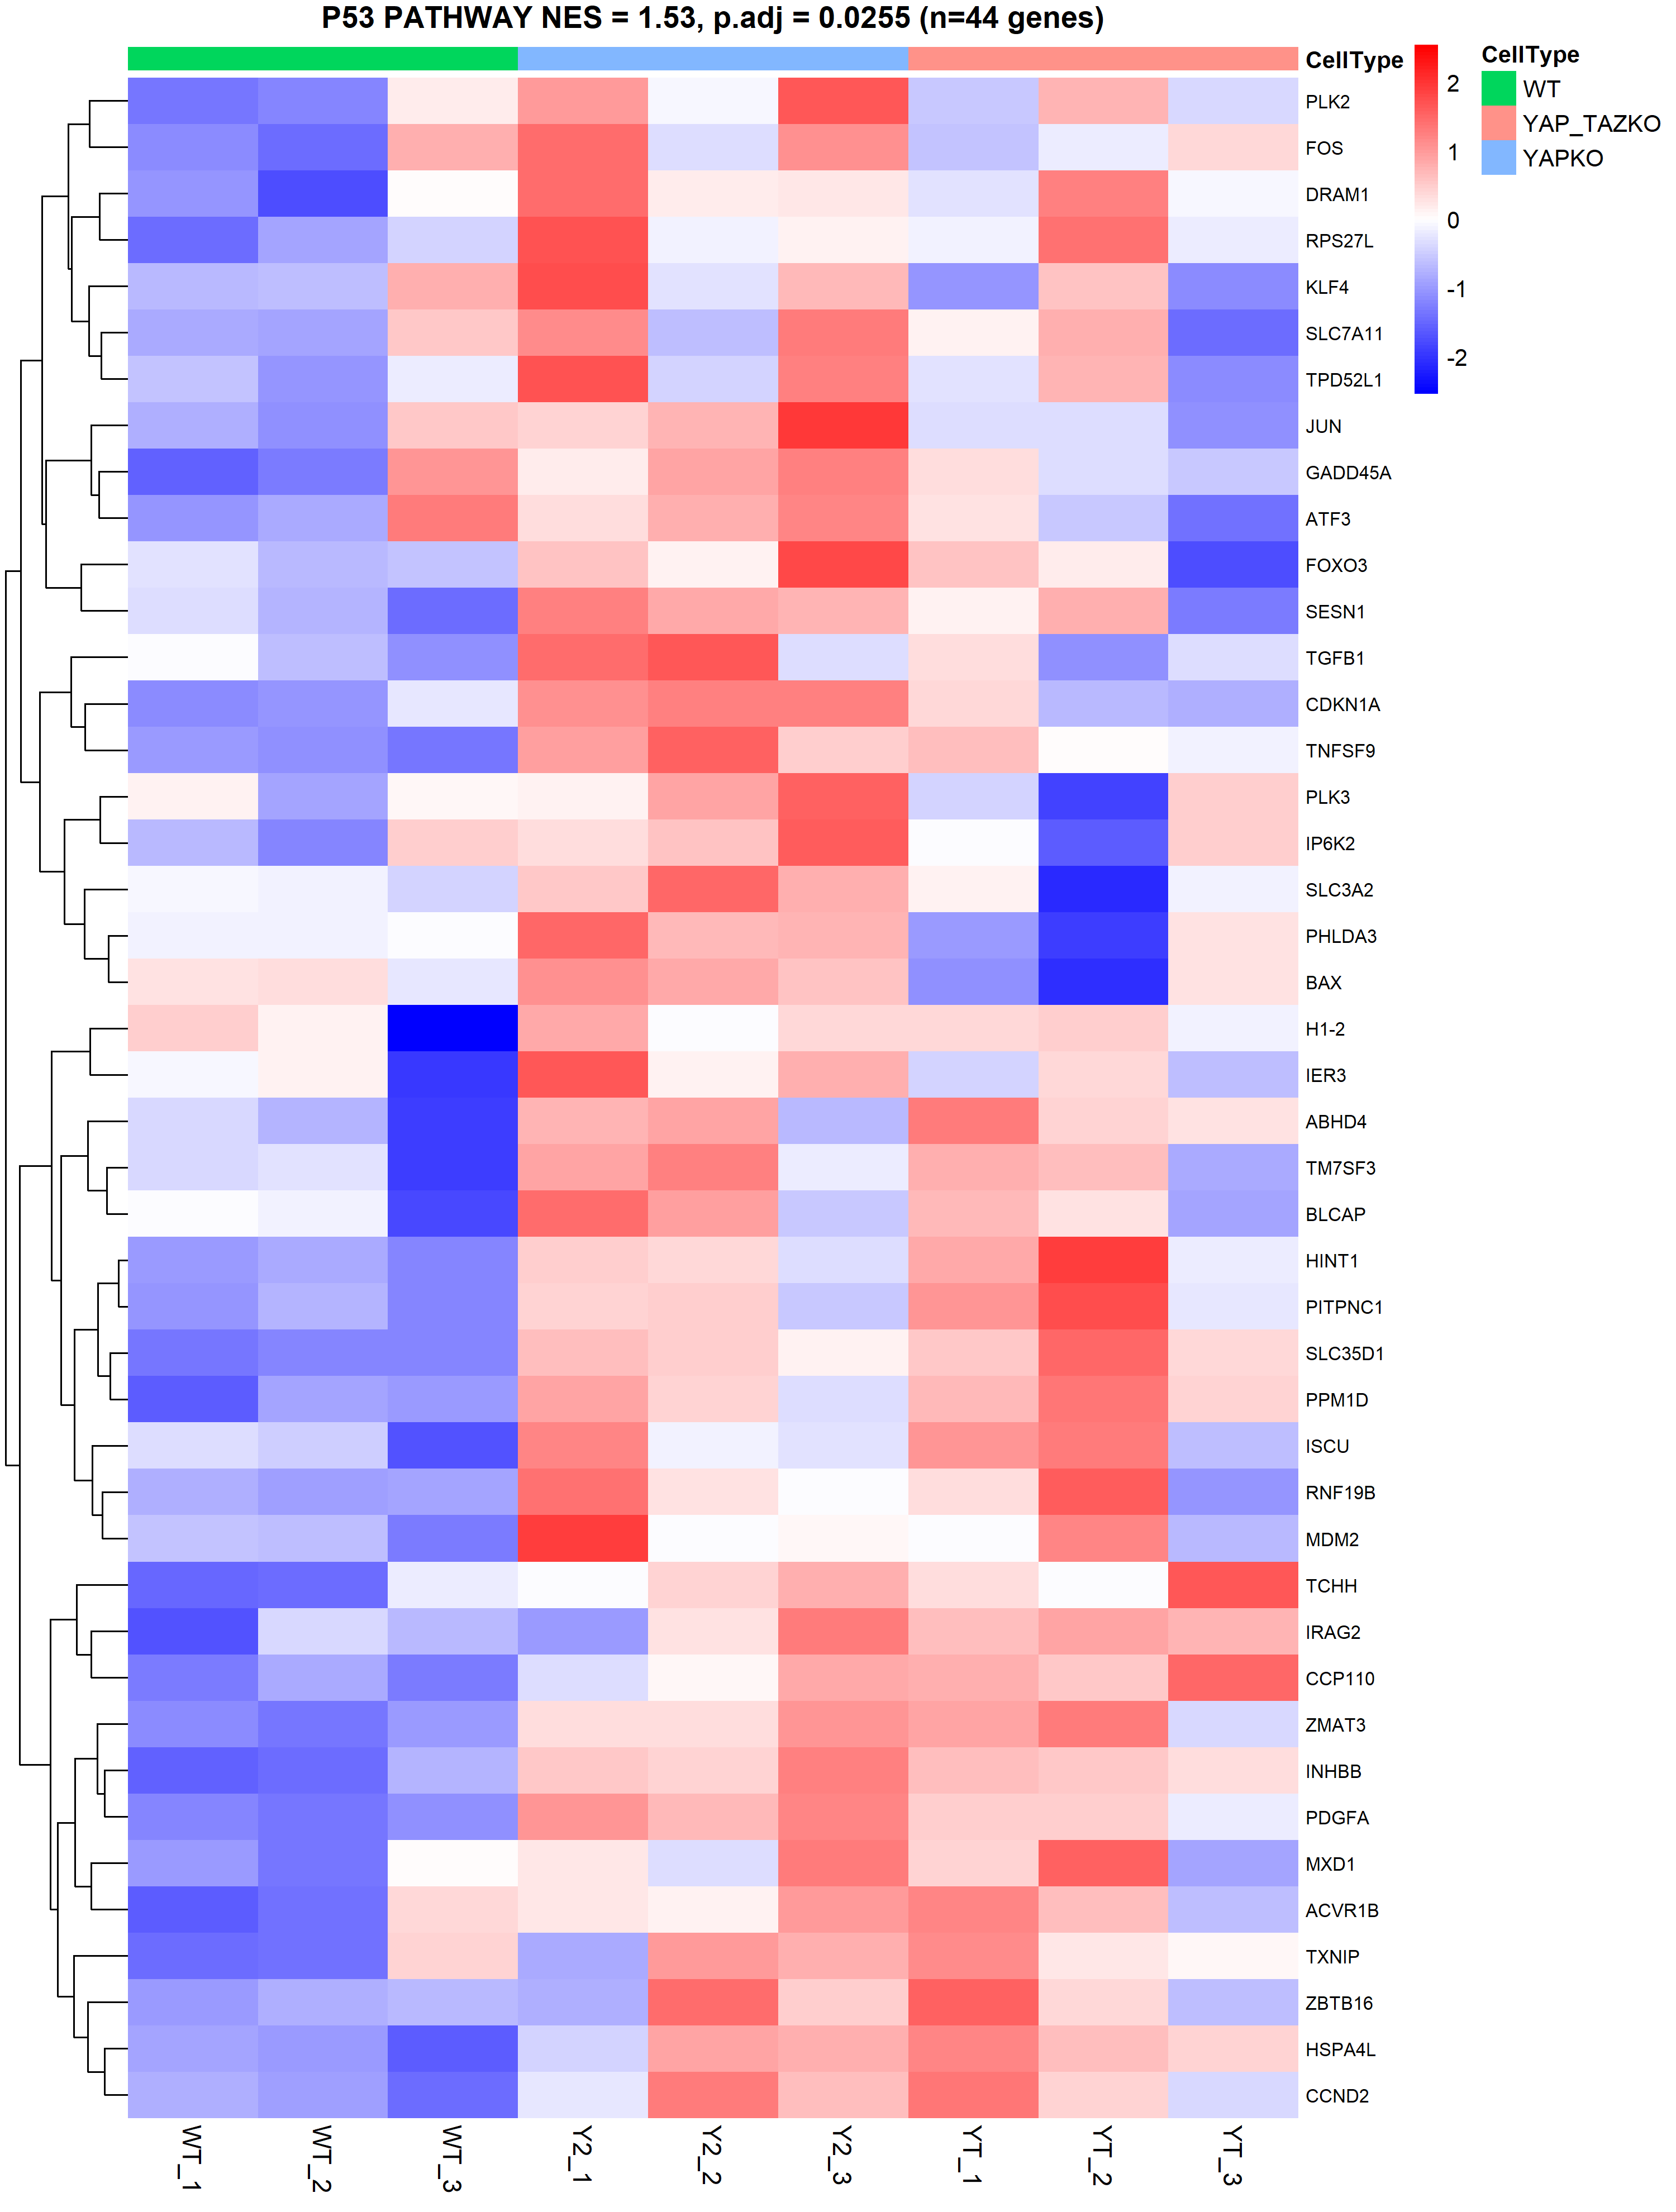 P53 PATHWAY NES = 1.53, p.adj = 0.0255 (n=44 genes)
CellType
PLK2
FOS
DRAM1
RPS27L
KLF4
SLC7A11
TPD52L1
JUN
GADD45A
ATF3
FOXO3
SESN1
TGFB1
CDKN1A
TNFSF9
PLK3
IP6K2
SLC3A2
PHLDA3
BAX
H1-2
IER3
ABHD4
TM7SF3
BLCAP
HINT1
PITPNC1
SLC35D1
PPM1D
ISCU
RNF19B
MDM2
TCHH
IRAG2
CCP110
ZMAT3
INHBB
PDGFA
MXD1
ACVR1B
TXNIP
ZBTB16
HSPA4L
CCND2
WT_1
WT_2
WT_3
Y2_1
Y2_2
Y2_3
YT_1
YT_2
YT_3
2
1
0
-1
-2
CellType
WT
YAP_TAZKO
YAPKO